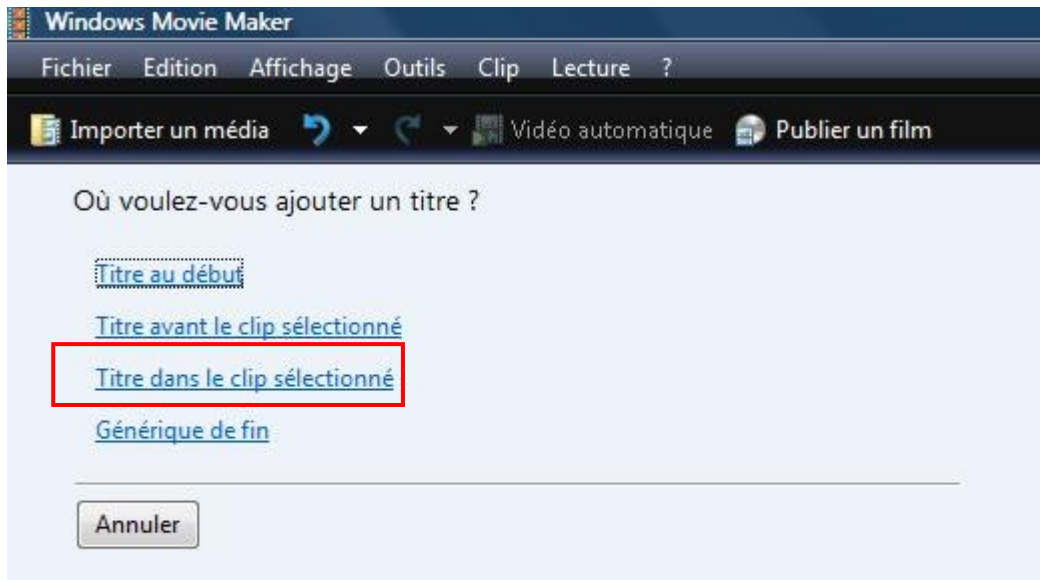 Windows Movie Maker
Fichier Edition Affichage Outils Clip Lecture ?
Importer un média Vidéo automatique Publier un film
Où voulez-vous ajouter un titre ?
Titre au début
Titre avant le clip sélectionné
Titre dans le clip sélectionné
Générique de fin
Annuler